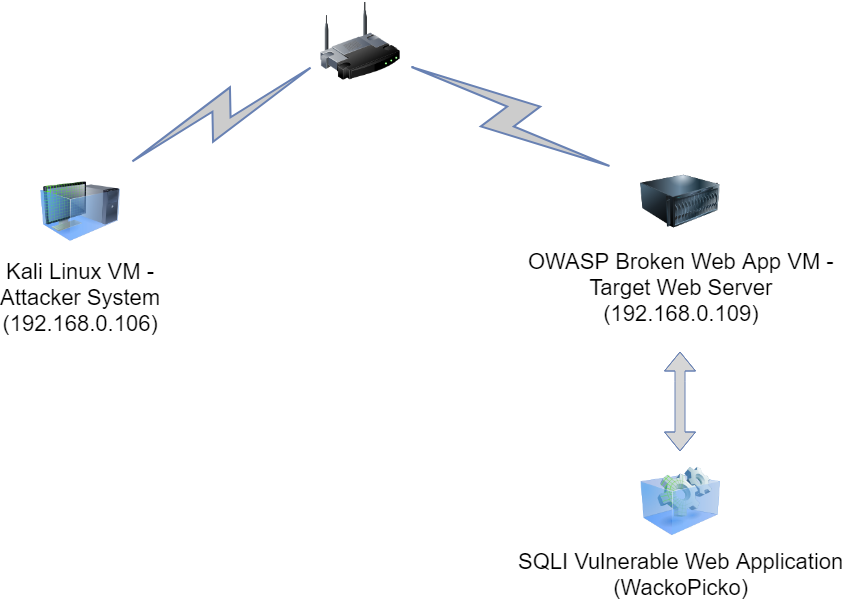 Kali Linux VM -
Attacker System
(192.168.0.106)
OWASP Broken Web App VM -
Target Web Server
(192.168.0.109)
SQLI Vulnerable Web Application
(WackoPicko)